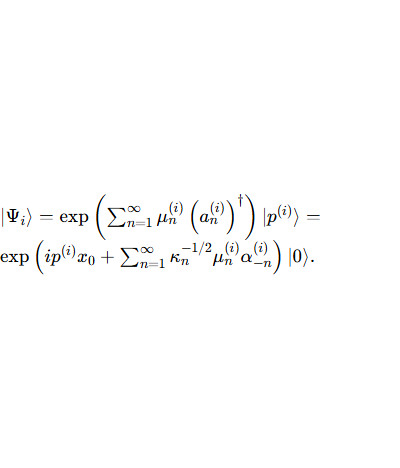 |Ψ_i⟩ = exp(∑_{n=1}^{∞} μ_n^{(i)} (a_n^{(i)})^†)|p^{(i)}⟩ =
exp(ip^{(i)}x_0 + ∑_{n=1}^{∞} κ_n^{-1/2} μ_n^{(i)} α_{-n}^{(i)})|0⟩.